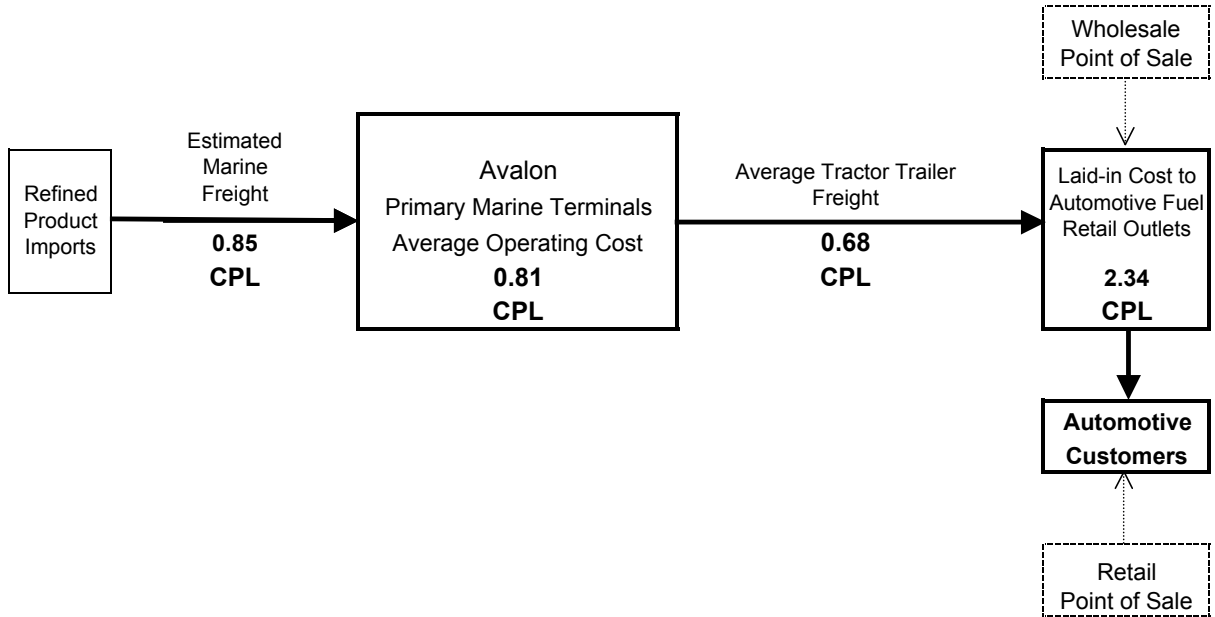 Wholesale
Point of Sale
Refined
Product
Imports
Estimated
Marine
Freight
0.85
CPL
Avalon
Primary Marine Terminals
Average Operating Cost
0.81
CPL
Average Tractor Trailer
Freight
0.68
CPL
Laid-in Cost to
Automotive Fuel
Retail Outlets
2.34
CPL
Automotive
Customers
Retail
Point of Sale